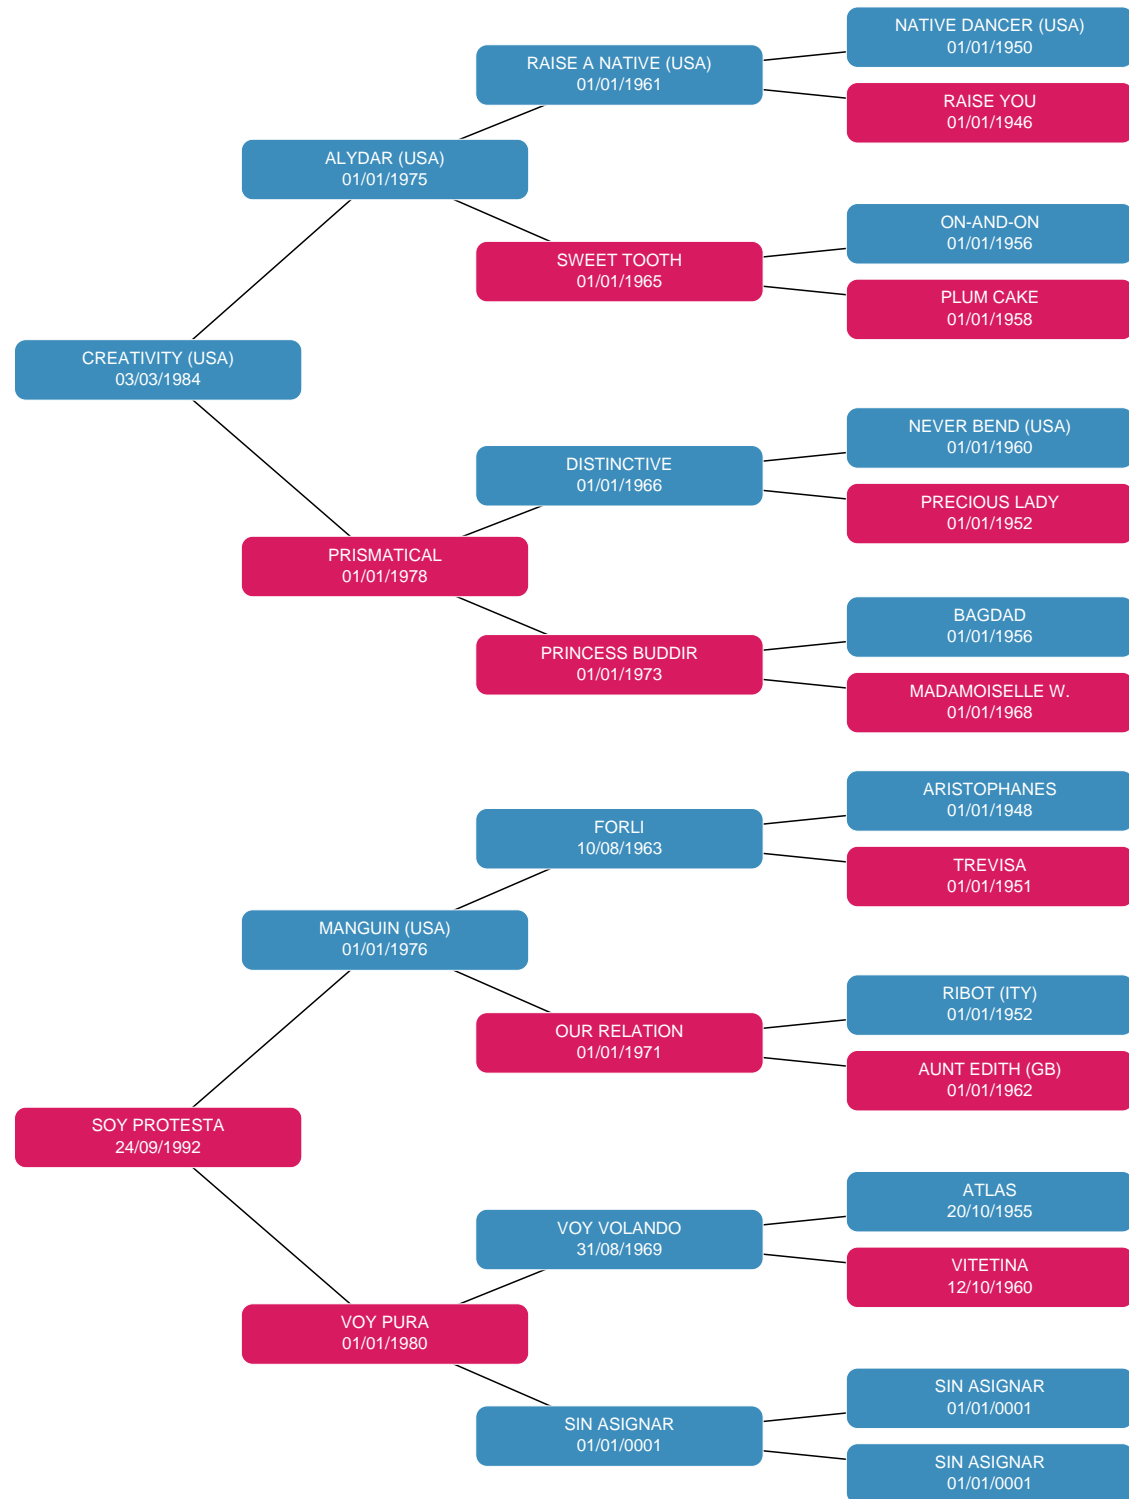 NATIVE DANCER (USA)
01/01/1950
RAISE A NATIVE (USA)
01/01/1961
RAISE YOU
01/01/1946
ALYDAR (USA)
01/01/1975
ON-AND-ON
01/01/1956
SWEET TOOTH
01/01/1965
PLUM CAKE
01/01/1958
CREATIVITY (USA)
03/03/1984
NEVER BEND (USA)
01/01/1960
DISTINCTIVE
01/01/1966
PRECIOUS LADY
01/01/1952
PRISMATICAL
01/01/1978
BAGDAD
01/01/1956
PRINCESS BUDDIR
01/01/1973
MADAMOISELLE W.
01/01/1968
ARISTOPHANES
01/01/1948
FORLI
10/08/1963
TREVISA
01/01/1951
MANGUIN (USA)
01/01/1976
RIBOT (ITY)
01/01/1952
OUR RELATION
01/01/1971
AUNT EDITH (GB)
01/01/1962
SOY PROTESTA
24/09/1992
ATLAS
20/10/1955
VOY VOLANDO
31/08/1969
VITETINA
12/10/1960
VOY PURA
01/01/1980
SIN ASIGNAR
01/01/0001
SIN ASIGNAR
01/01/0001
SIN ASIGNAR
01/01/0001